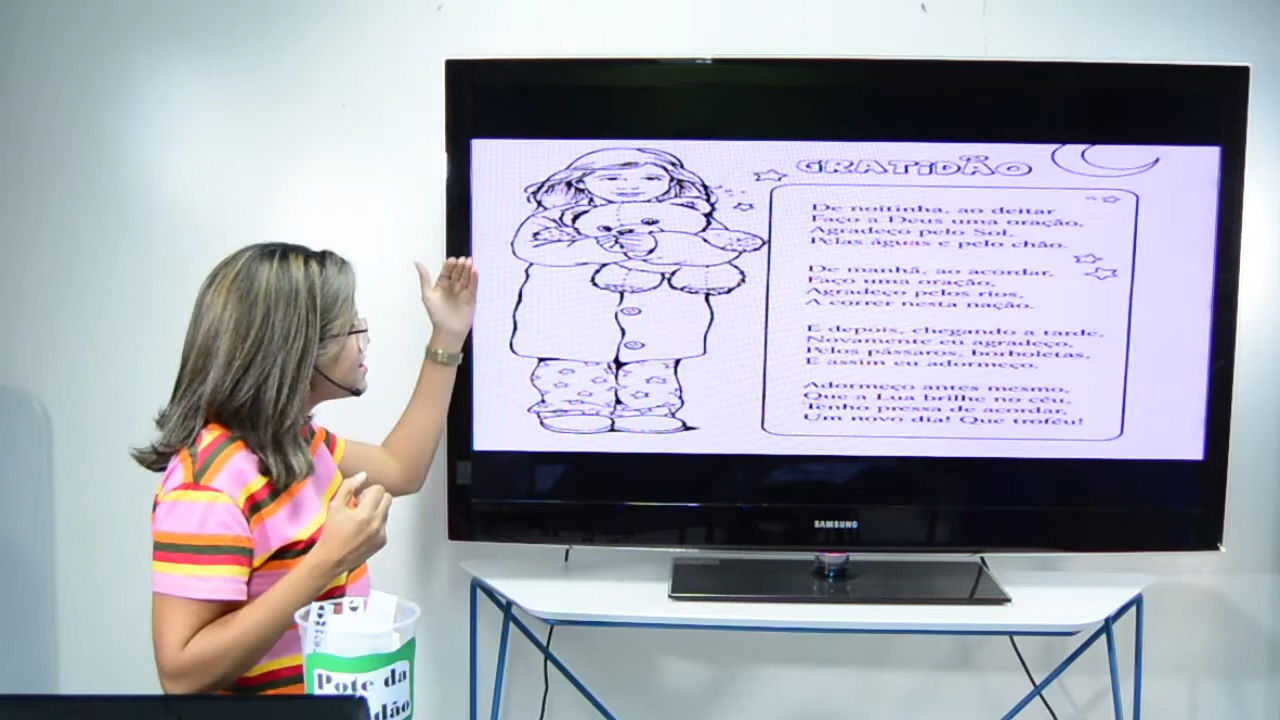 GRATIDÃO
De noitinha, ao deitar
Faço a Deus uma oração,
Agradeço pelo Sol,
Pelas águas e pelo chão.
De manhã, ao acordar,
Faço uma oração,
Agradeço pelos rios,
A correr nesta nação.
E depois, chegando a tarde,
Novamente eu agradeço,
Pelos pássaros, borboletas,
E assim eu adormeço.
Adormeço antes mesmo,
Que a Lua brilhe no céu,
Tenho pressa de acordar,
Um novo dia! Que troféu!
SAMSUNG
Pote da
idão